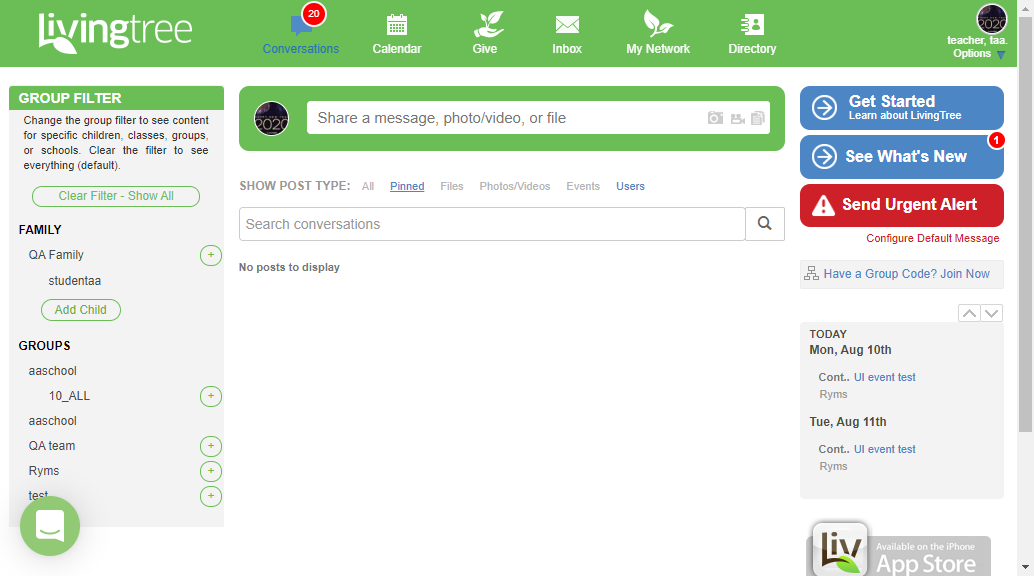 livingtree
20
Conversations
Calendar
Give
Inbox
My Network
Directory
2020
teacher, taa.
Options
GROUP FILTER
Change the group filter to see content
for specific children, classes, groups,
or schools. Clear the filter to see
everything (default).
Clear Filter - Show All
FAMILY
QA Family
+
studentaa
Add Child
GROUPS
aaschool
10_ALL
+
aaschool
QA team
+
Ryms
+
test
+
2020
Share a message, photo/video, or file
SHOW POST TYPE: All Pinned Files Photos/Videos Events Users
Search conversations
No posts to display
Get Started
Learn about LivingTree
1
See What's New
Send Urgent Alert
Configure Default Message
Have a Group Code? Join Now
TODAY
Mon, Aug 10th
Cont.. UI event test
Ryms
Tue, Aug 11th
Cont.. UI event test
Ryms
Liv
Available on the iPhone
App Store